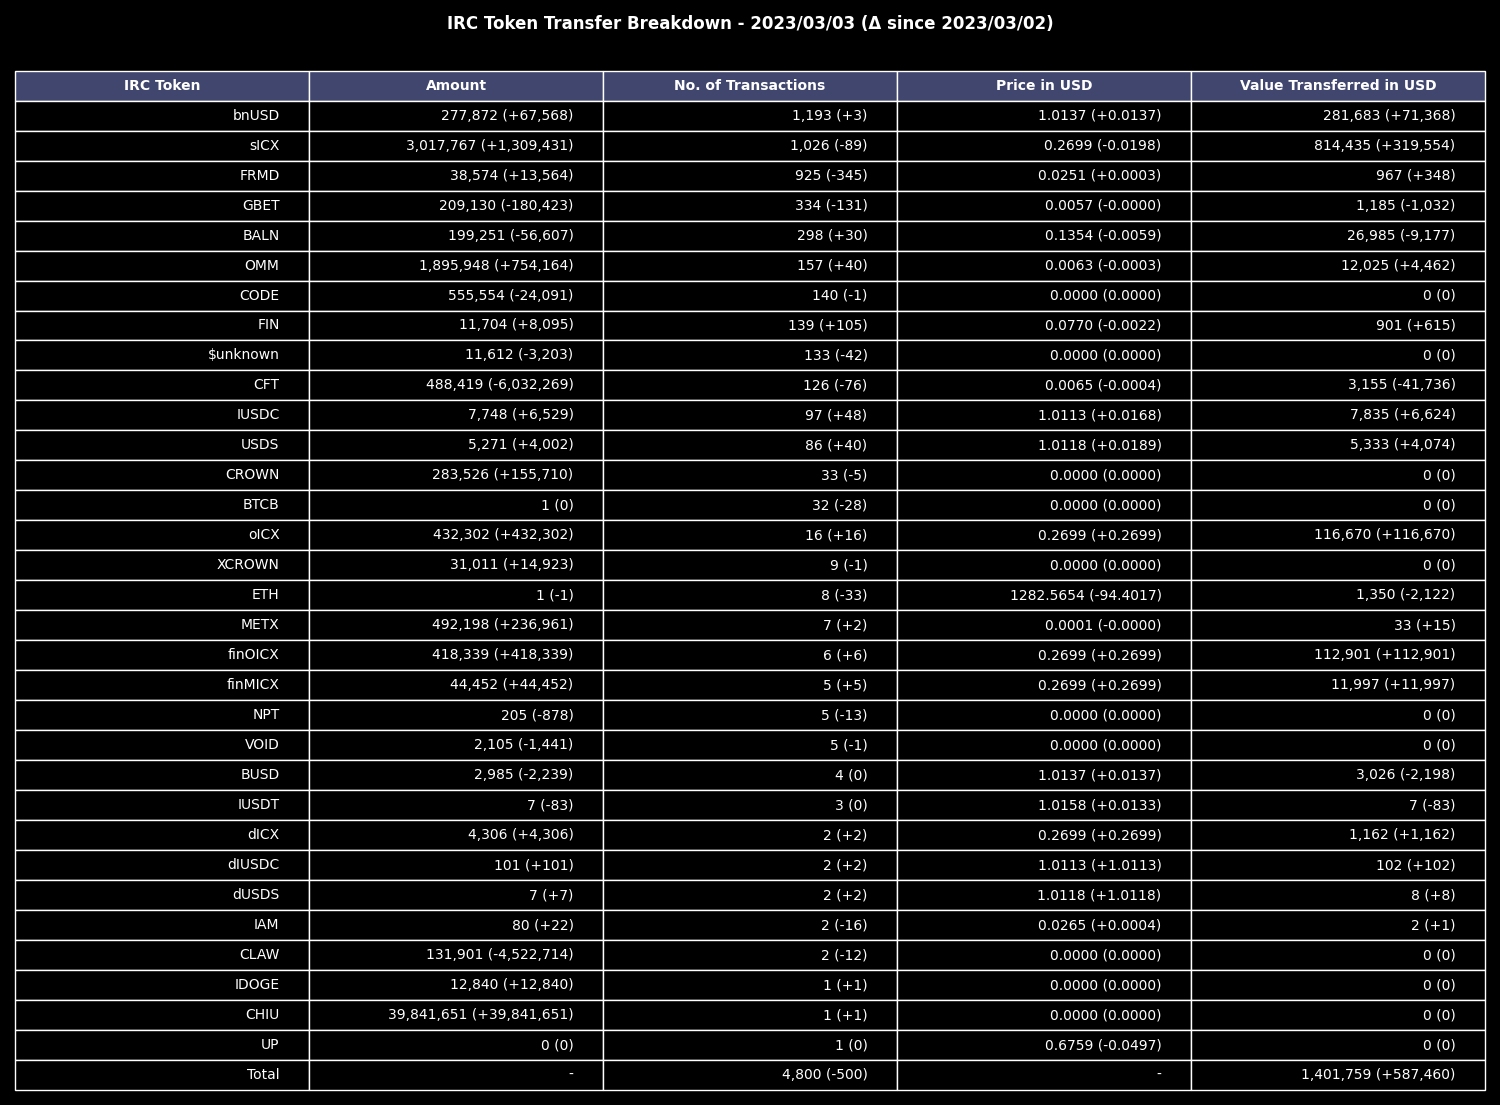 IRC Token Transfer Breakdown - 2023/03/03 (Δ since 2023/03/02)
IRC Token Amount No. of Transactions Price in USD Value Transferred in USD
bnUSD 277,872 (+67,568) 1,193 (+3) 1.0137 (+0.0137) 281,683 (+71,368)
sICX 3,017,767 (+1,309,431) 1,026 (-89) 0.2699 (-0.0198) 814,435 (+319,554)
FRMD 38,574 (+13,564) 925 (-345) 0.0251 (+0.0003) 967 (+348)
GBET 209,130 (-180,423) 334 (-131) 0.0057 (-0.0000) 1,185 (-1,032)
BALN 199,251 (-56,607) 298 (+30) 0.1354 (-0.0059) 26,985 (-9,177)
OMM 1,895,948 (+754,164) 157 (+40) 0.0063 (-0.0003) 12,025 (+4,462)
CODE 555,554 (-24,091) 140 (-1) 0.0000 (0.0000) 0 (0)
FIN 11,704 (+8,095) 139 (+105) 0.0770 (-0.0022) 901 (+615)
$unknown 11,612 (-3,203) 133 (-42) 0.0000 (0.0000) 0 (0)
CFT 488,419 (-6,032,269) 126 (-76) 0.0065 (-0.0004) 3,155 (-41,736)
IUSDC 7,748 (+6,529) 97 (+48) 1.0113 (+0.0168) 7,835 (+6,624)
USDS 5,271 (+4,002) 86 (+40) 1.0118 (+0.0189) 5,333 (+4,074)
CROWN 283,526 (+155,710) 33 (-5) 0.0000 (0.0000) 0 (0)
BTCB 1 (0) 32 (-28) 0.0000 (0.0000) 0 (0)
oICX 432,302 (+432,302) 16 (+16) 0.2699 (+0.2699) 116,670 (+116,670)
XCROWN 31,011 (+14,923) 9 (-1) 0.0000 (0.0000) 0 (0)
ETH 1 (-1) 8 (-33) 1282.5654 (-94.4017) 1,350 (-2,122)
METX 492,198 (+236,961) 7 (+2) 0.0001 (-0.0000) 33 (+15)
finOICX 418,339 (+418,339) 6 (+6) 0.2699 (+0.2699) 112,901 (+112,901)
finMICX 44,452 (+44,452) 5 (+5) 0.2699 (+0.2699) 11,997 (+11,997)
NPT 205 (-878) 5 (-13) 0.0000 (0.0000) 0 (0)
VOID 2,105 (-1,441) 5 (-1) 0.0000 (0.0000) 0 (0)
BUSD 2,985 (-2,239) 4 (0) 1.0137 (+0.0137) 3,026 (-2,198)
IUSDT 7 (-83) 3 (0) 1.0158 (+0.0133) 7 (-83)
dICX 4,306 (+4,306) 2 (+2) 0.2699 (+0.2699) 1,162 (+1,162)
dIUSDC 101 (+101) 2 (+2) 1.0113 (+1.0113) 102 (+102)
dUSDS 7 (+7) 2 (+2) 1.0118 (+1.0118) 8 (+8)
IAM 80 (+22) 2 (-16) 0.0265 (+0.0004) 2 (+1)
CLAW 131,901 (-4,522,714) 2 (-12) 0.0000 (0.0000) 0 (0)
IDOGE 12,840 (+12,840) 1 (+1) 0.0000 (0.0000) 0 (0)
CHIU 39,841,651 (+39,841,651) 1 (+1) 0.0000 (0.0000) 0 (0)
UP 0 (0) 1 (0) 0.6759 (-0.0497) 0 (0)
Total - 4,800 (-500) - 1,401,759 (+587,460)